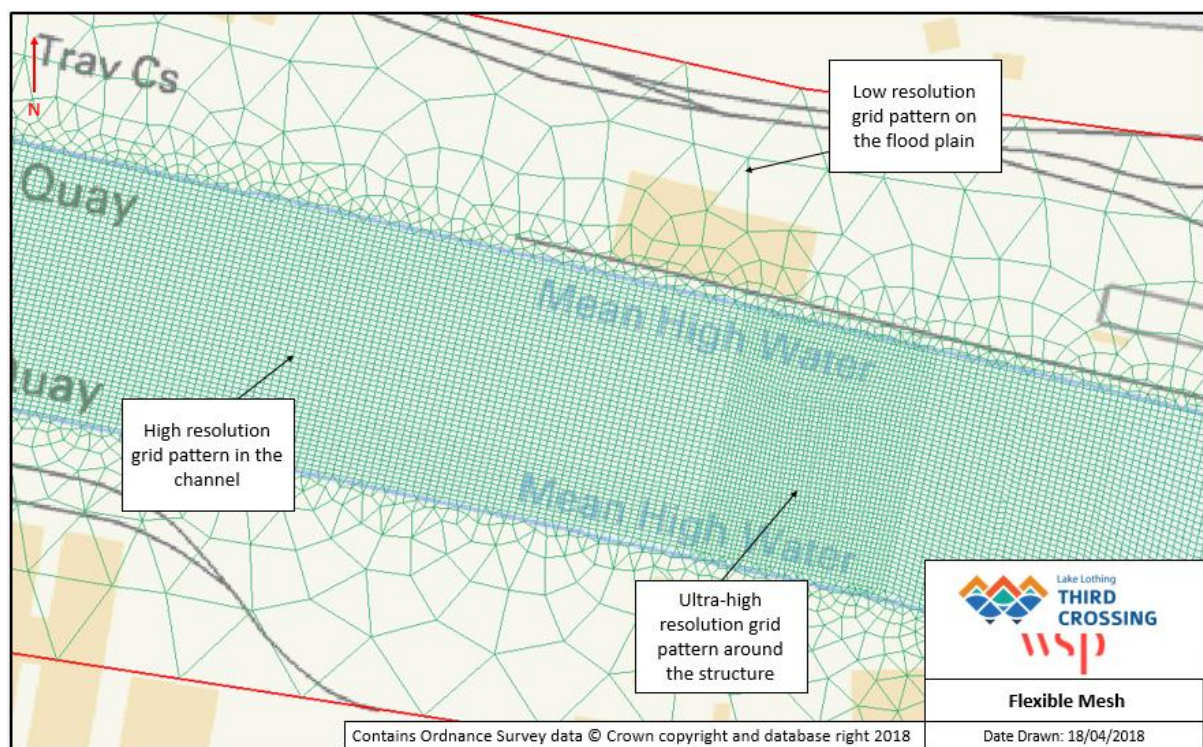 Trav Cs
N
Quay
Low resolution
grid pattern on
the flood plain
Mean High Water
Quay
High resolution
grid pattern in the
channel
Mean High Water
Ultra-high
resolution grid
pattern around
the structure
Lake Lothing
THIRD
CROSSING
wsp
Flexible Mesh
Contains Ordnance Survey data © Crown copyright and database right 2018
Date Drawn: 18/04/2018